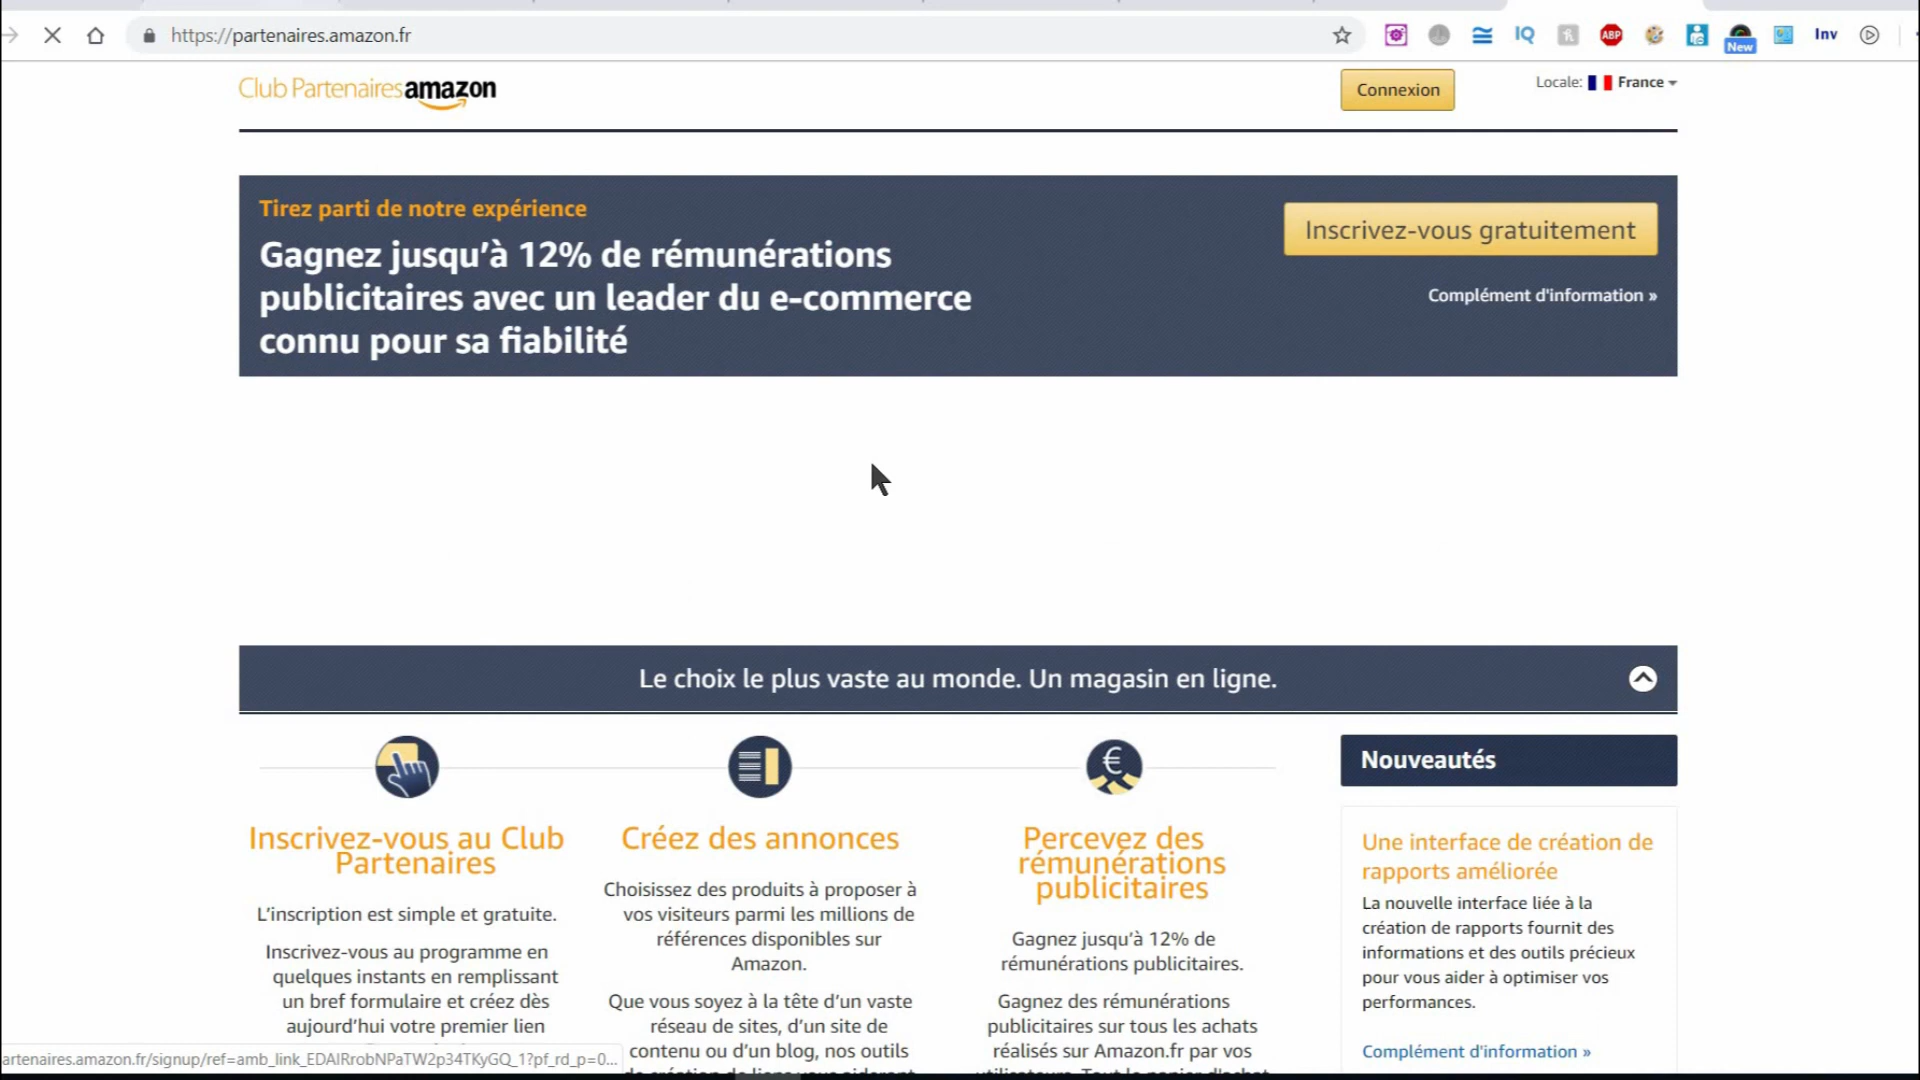 https://partenaires.amazon.fr
IQ
ABP
New
Inv
Club Partenaires amazon
Connexion
Locale: France
Tirez parti de notre expérience
Gagnez jusqu'à 12% de rémunérations
publicitaires avec un leader du e-commerce
connu pour sa fiabilité
Inscrivez-vous gratuitement
Complément d'information »
Le choix le plus vaste au monde. Un magasin en ligne.
Inscrivez-vous au Club
Partenaires
L'inscription est simple et gratuite.
Inscrivez-vous au programme en
quelques instants en remplissant
un bref formulaire et créez dès
aujourd'hui votre premier lien
Créez des annonces
Choisissez des produits à proposer à
vos visiteurs parmi les millions de
références disponibles sur
Amazon.
Que vous soyez à la tête d'un vaste
réseau de sites, d'un site de
contenu ou d'un blog, nos outils
de création de liens vous aideront
€
Percevez des
rémunérations
publicitaires
Gagnez jusqu'à 12% de
rémunérations publicitaires.
Gagnez des rémunérations
publicitaires sur tous les achats
réalisés sur Amazon.fr par vos
Nouveautés
Une interface de création de
rapports améliorée
La nouvelle interface liée à la
création de rapports fournit des
informations et des outils précieux
pour vous aider à optimiser vos
performances.
Complément d'information »
artenaires.amazon.fr/signup/ref=amb_link_EDAIRrobNPaTW2p34TKyGQ_1?pf_rd_p=0...